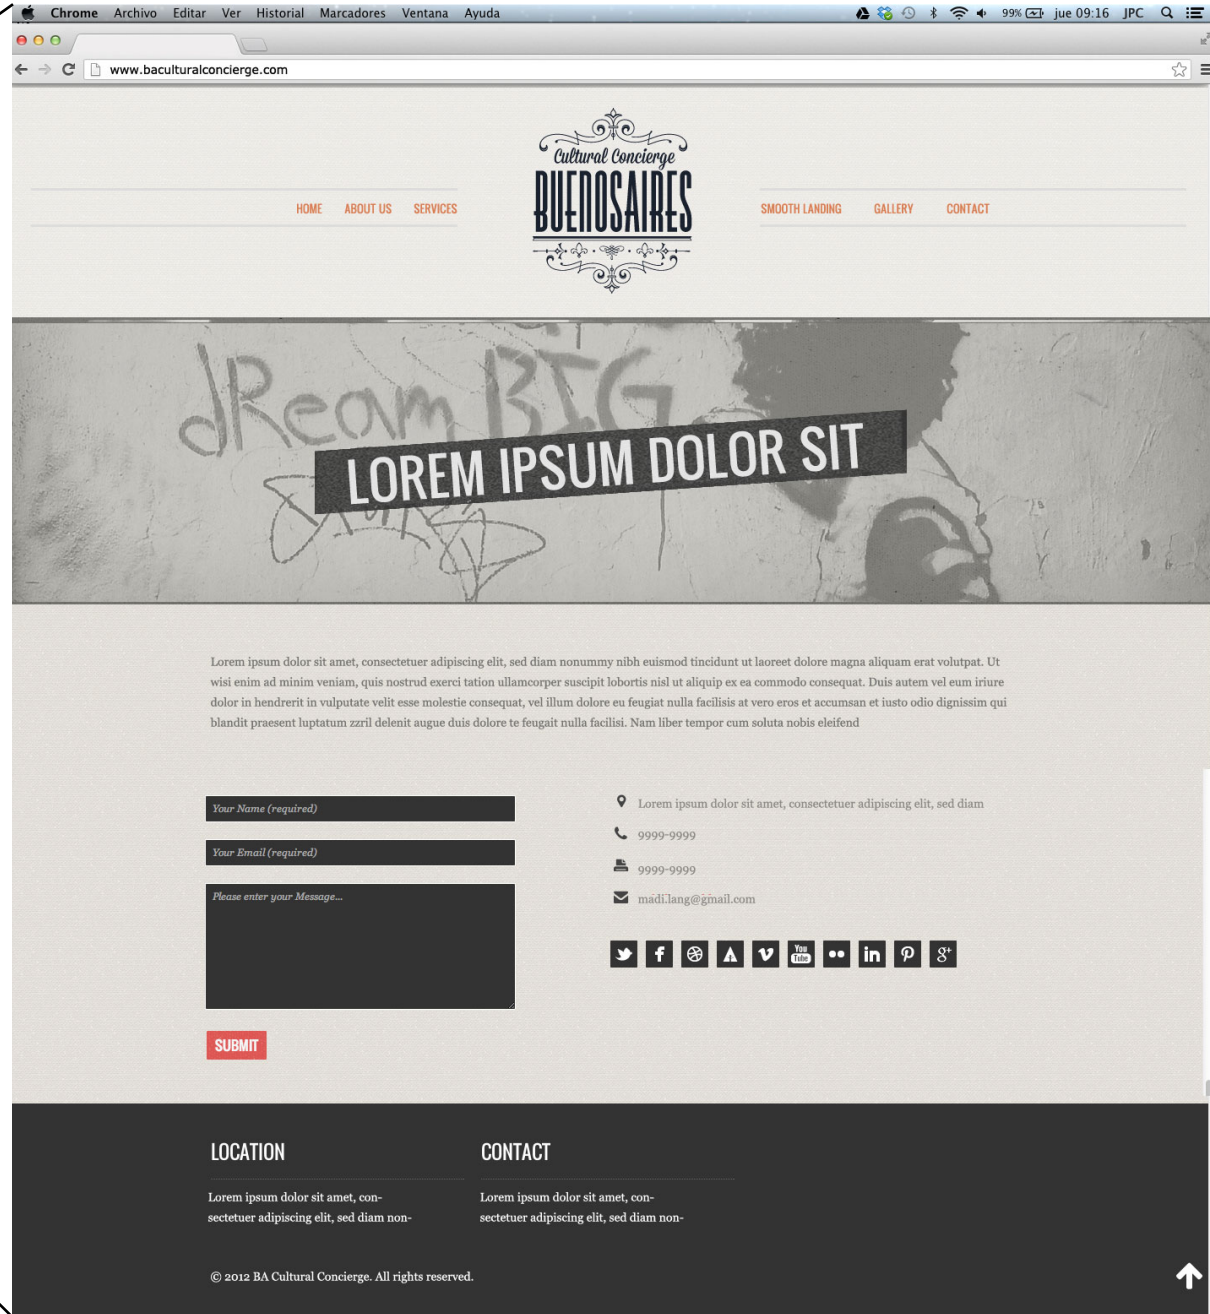 Chrome Archivo Editar Ver Historial Marcadores Ventana Ayuda 99% jue 09:16 JPC
www.baculturalconcierge.com
Cultural Concierge
BUENOSAIRES
HOME ABOUT US SERVICES SMOOTH LANDING GALLERY CONTACT
dReam BIG
LOREM IPSUM DOLOR SIT
Lorem ipsum dolor sit amet, consectetuer adipiscing elit, sed diam nonummy nibh euismod tincidunt ut laoreet dolore magna aliquam erat volutpat. Ut
wisi enim ad minim veniam, quis nostrud exerci tation ullamcorper suscipit lobortis nisl ut aliquip ex ea commodo consequat. Duis autem vel eum iriure
dolor in hendrerit in vulputate velit esse molestie consequat, vel illum dolore eu feugiat nulla facilisis at vero eros et accumsan et iusto odio dignissim qui
blandit praesent luptatum zzril delenit augue duis dolore te feugait nulla facilisi. Nam liber tempor cum soluta nobis eleifend
Your Name (required)
Your Email (required)
Please enter your Message...
SUBMIT
Lorem ipsum dolor sit amet, consectetuer adipiscing elit, sed diam
9999-9999
9999-9999
madi.lang@gmail.com
You
Tube
in
g+
LOCATION
Lorem ipsum dolor sit amet, con-
sectetuer adipiscing elit, sed diam non-
CONTACT
Lorem ipsum dolor sit amet, con-
sectetuer adipiscing elit, sed diam non-
© 2012 BA Cultural Concierge. All rights reserved.